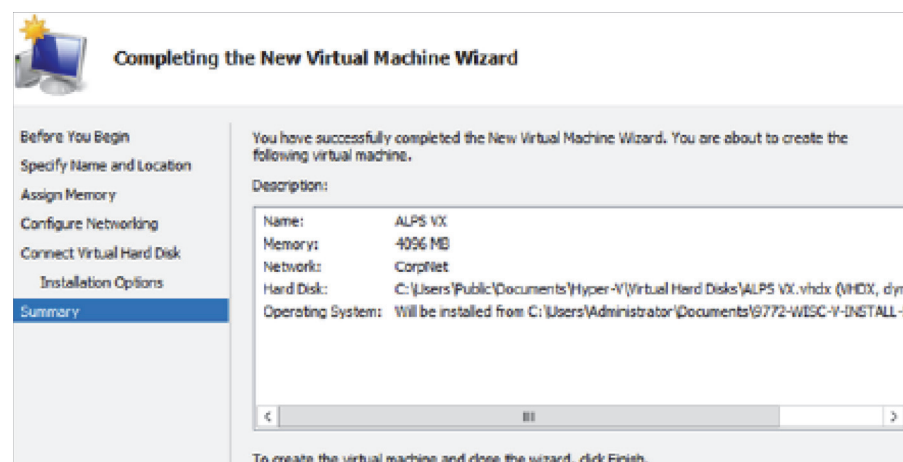 Completing the New Virtual Machine Wizard
Before You Begin
Specify Name and Location
Assign Memory
Configure Networking
Connect Virtual Hard Disk
Installation Options
Summary
You have successfully completed the New Virtual Machine Wizard. You are about to create the
following virtual machine.
Description:
Name: ALPS VX
Memory: 4096 MB
Network: CorpNet
Hard Disk: C:\Users\Public\Documents\Hyper-V\Virtual Hard Disks\ALPS VX.vhdx (VHDX, dyn
Operating System: Will be installed from C:\Users\Administrator\Documents\9772-WISC-V-INSTALL-
To create the virtual machine and close the wizard, click Finish.